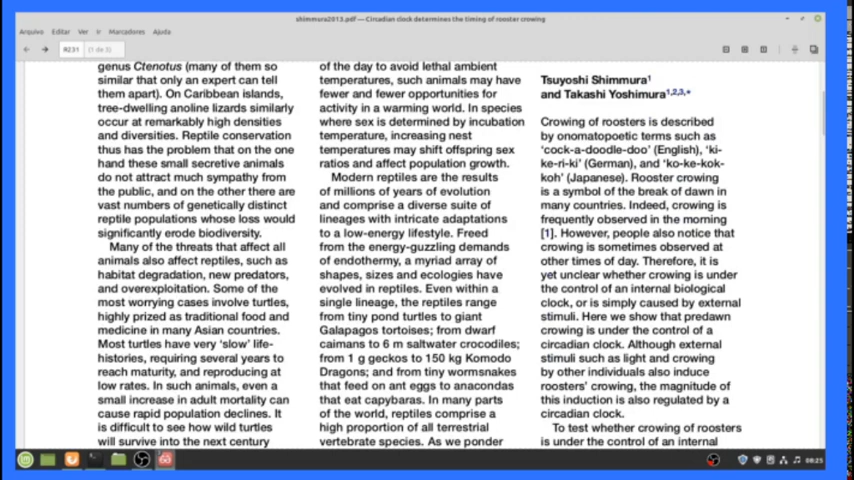 shimmura2013.pdf — Circadian clock determines the timing of rooster crowing
Arquivo Editar Ver Ir Marcadores Ajuda
R231 (1 de 3)
genus Ctenotus (many of them so
similar that only an expert can tell
them apart). On Caribbean islands,
tree-dwelling anoline lizards similarly
occur at remarkably high densities
and diversities. Reptile conservation
thus has the problem that on the one
hand these small secretive animals
do not attract much sympathy from
the public, and on the other there are
vast numbers of genetically distinct
reptile populations whose loss would
significantly erode biodiversity.
Many of the threats that affect all
animals also affect reptiles, such as
habitat degradation, new predators,
and overexploitation. Some of the
most worrying cases involve turtles,
highly prized as traditional food and
medicine in many Asian countries.
Most turtles have very ‘slow’ life-
histories, requiring several years to
reach maturity, and reproducing at
low rates. In such animals, even a
small increase in adult mortality can
cause rapid population declines. It
is difficult to see how wild turtles
will survive into the next century
of the day to avoid lethal ambient
temperatures, such animals may have
fewer and fewer opportunities for
activity in a warming world. In species
where sex is determined by incubation
temperature, increasing nest
temperatures may shift offspring sex
ratios and affect population growth.
Modern reptiles are the results
of millions of years of evolution
and comprise a diverse suite of
lineages with intricate adaptations
to a low-energy lifestyle. Freed
from the energy-guzzling demands
of endothermy, a myriad array of
shapes, sizes and ecologies have
evolved in reptiles. Even within a
single lineage, the reptiles range
from tiny pond turtles to giant
Galapagos tortoises; from dwarf
caimans to 6 m saltwater crocodiles;
from 1 g geckos to 150 kg Komodo
Dragons; and from tiny wormsnakes
that feed on ant eggs to anacondas
that eat capybaras. In many parts
of the world, reptiles comprise a
high proportion of all terrestrial
vertebrate species. As we ponder
Tsuyoshi Shimmura1
and Takashi Yoshimura1,2,3,*
Crowing of roosters is described
by onomatopoetic terms such as
‘cock-a-doodle-doo’ (English), ‘ki-
ke-ri-ki’ (German), and ‘ko-ke-kok-
koh’ (Japanese). Rooster crowing
is a symbol of the break of dawn in
many countries. Indeed, crowing is
frequently observed in the morning
[1]. However, people also notice that
crowing is sometimes observed at
other times of day. Therefore, it is
yet unclear whether crowing is under
the control of an internal biological
clock, or is simply caused by external
stimuli. Here we show that predawn
crowing is under the control of a
circadian clock. Although external
stimuli such as light and crowing
by other individuals also induce
roosters’ crowing, the magnitude of
this induction is also regulated by a
circadian clock.
To test whether crowing of roosters
is under the control of an internal
08:25